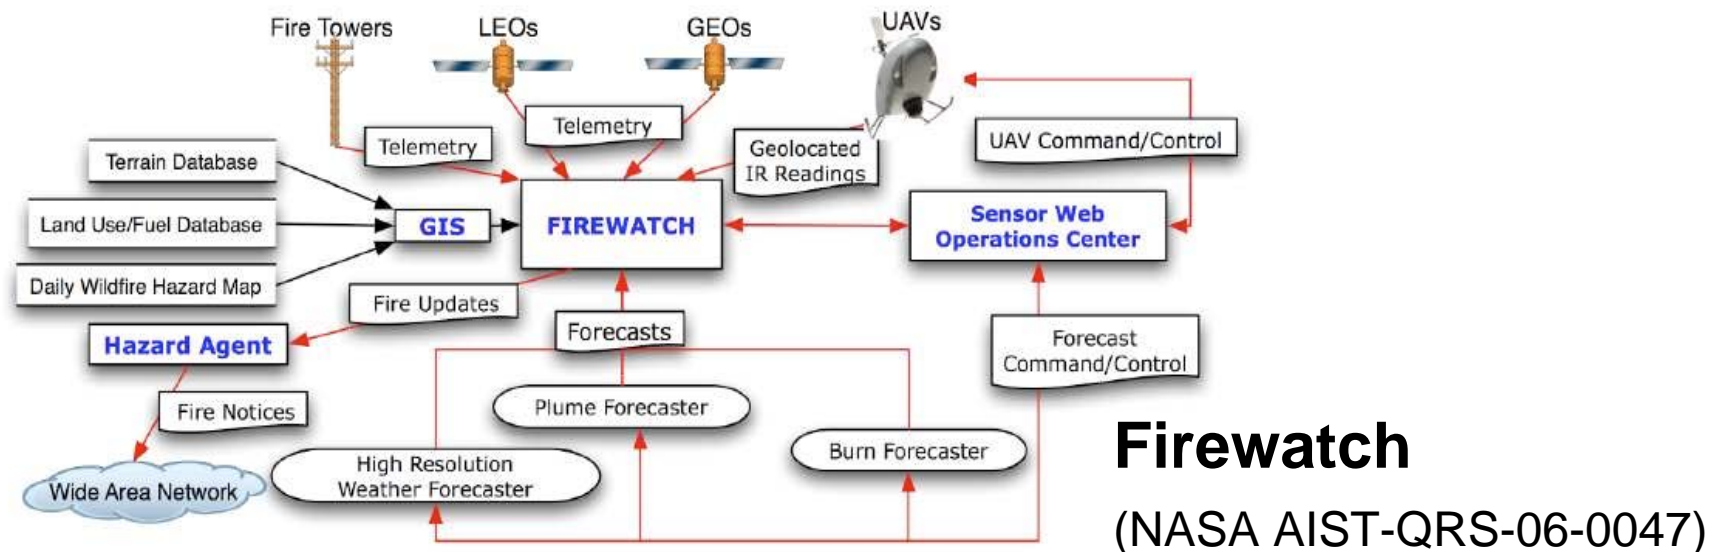 Fire Towers
LEOs
GEOs
UAVs
Telemetry
Telemetry
Geolocated
IR Readings
UAV Command/Control
Terrain Database
Land Use/Fuel Database
Daily Wildfire Hazard Map
GIS
FIREWATCH
Sensor Web
Operations Center
Fire Updates
Hazard Agent
Forecasts
Forecast
Command/Control
Fire Notices
Plume Forecaster
Burn Forecaster
High Resolution
Weather Forecaster
Wide Area Network
Firewatch
(NASA AIST-QRS-06-0047)